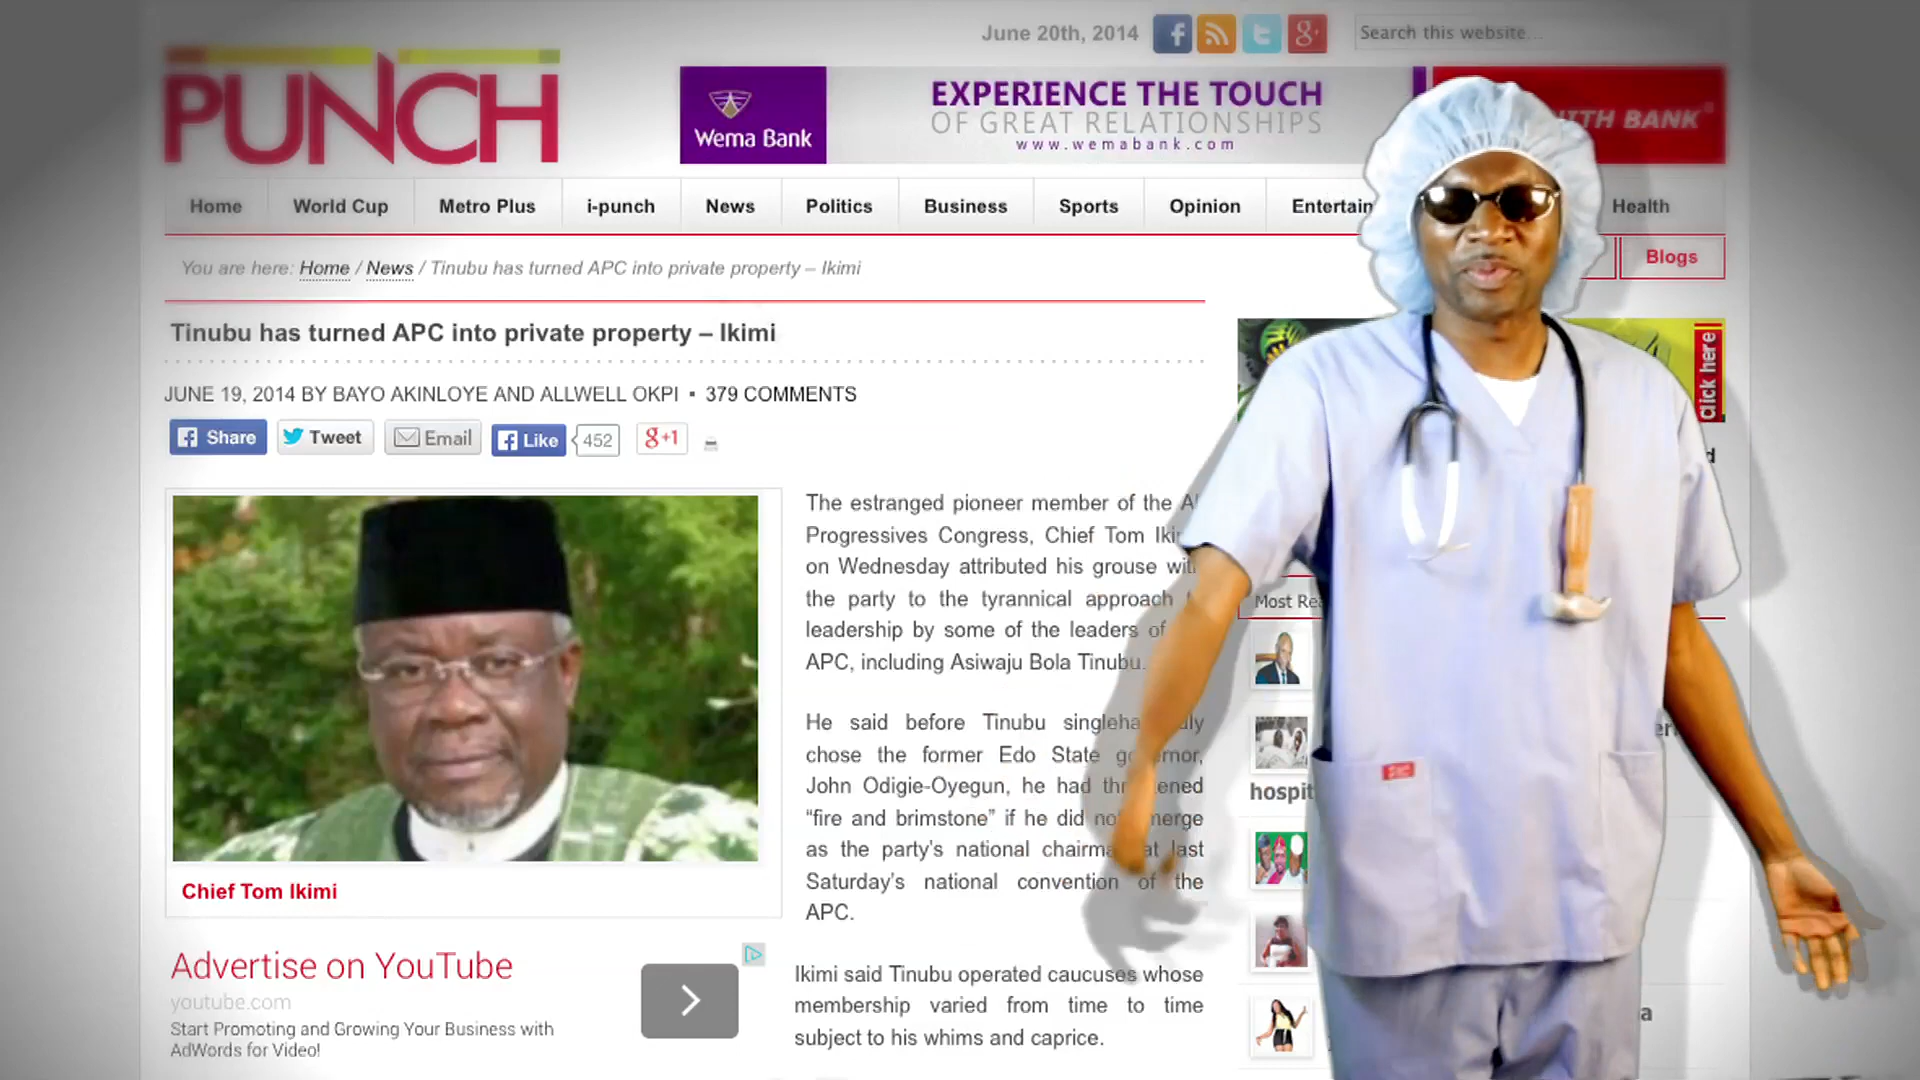 June 20th, 2014
Search this website...
PUNCH
Wema Bank
EXPERIENCE THE TOUCH
OF GREAT RELATIONSHIPS
www.wemabank.com
BANK
Home
World Cup
Metro Plus
i-punch
News
Politics
Business
Sports
Opinion
Health
Blogs
You are here: Home / News / Tinubu has turned APC into private property – Ikimi
Tinubu has turned APC into private property – Ikimi
JUNE 19, 2014 BY BAYO AKINLOYE AND ALLWELL OKPI ▪ 379 COMMENTS
Share
Tweet
Email
Like
452
g+1
Click here
Chief Tom Ikimi
The estranged pioneer member of the
Progressives Congress, Chief Tom
on Wednesday attributed his grouse
the party to the tyrannical approach
leadership by some of the leaders of
APC, including Asiwaju Bola Tinubu.
He said before Tinubu
chose the former Edo State
John Odigie-Oyegun, he had
“fire and brimstone” if he did
as the party’s national last
Saturday’s national convention of the
APC.
Ikimi said Tinubu operated caucuses whose
membership varied from time to time
subject to his whims and caprice.
Most
Advertise on YouTube
youtube.com
Start Promoting and Growing Your Business with
AdWords for Video!